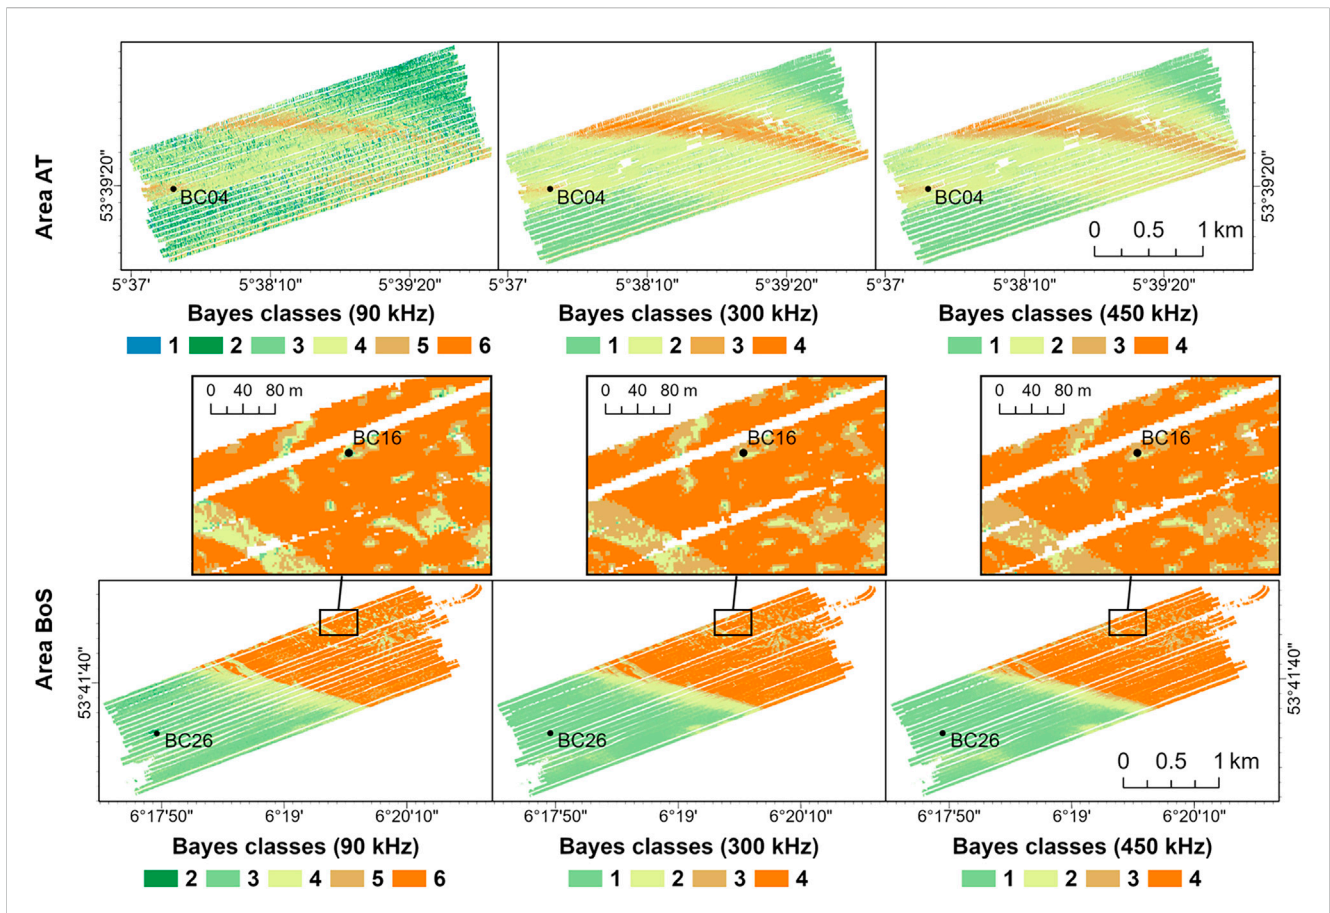 Area AT
53°39'20"
BC04
BC04
BC04
0 0.5 1 km
53°39'20"
5°37' 5°38'10" 5°39'20" 5°37' 5°38'10" 5°39'20" 5°37' 5°38'10" 5°39'20"
Bayes classes (90 kHz) Bayes classes (300 kHz) Bayes classes (450 kHz)
1 2 3 4 5 6 1 2 3 4 1 2 3 4
0 40 80 m 0 40 80 m 0 40 80 m
BC16 BC16 BC16
Area BoS
53°41'40"
BC26
BC26
BC26
0 0.5 1 km
53°41'40"
6°17'50" 6°19' 6°20'10" 6°17'50" 6°19' 6°20'10" 6°17'50" 6°19' 6°20'10"
Bayes classes (90 kHz) Bayes classes (300 kHz) Bayes classes (450 kHz)
2 3 4 5 6 1 2 3 4 1 2 3 4